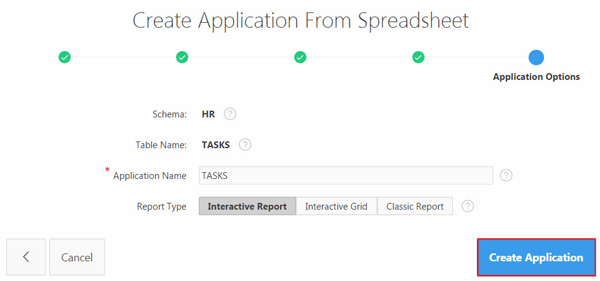 Create Application From Spreadsheet
Application Options
Schema: HR ?
Table Name: TASKS ?
* Application Name TASKS ?
Report Type Interactive Report Interactive Grid Classic Report ?
< Cancel Create Application